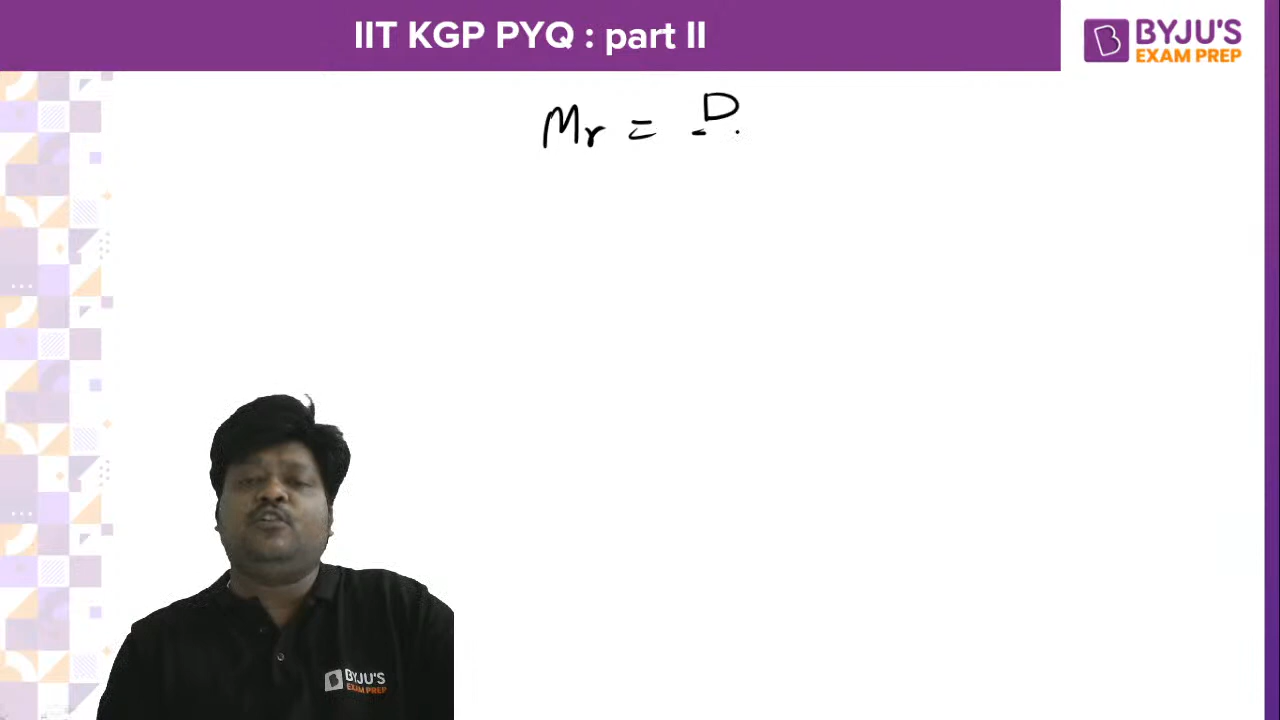 IIT KGP PYQ : part II
BYJU'S
EXAM PREP
Mr = D
BYJU'S
EXAM PREP